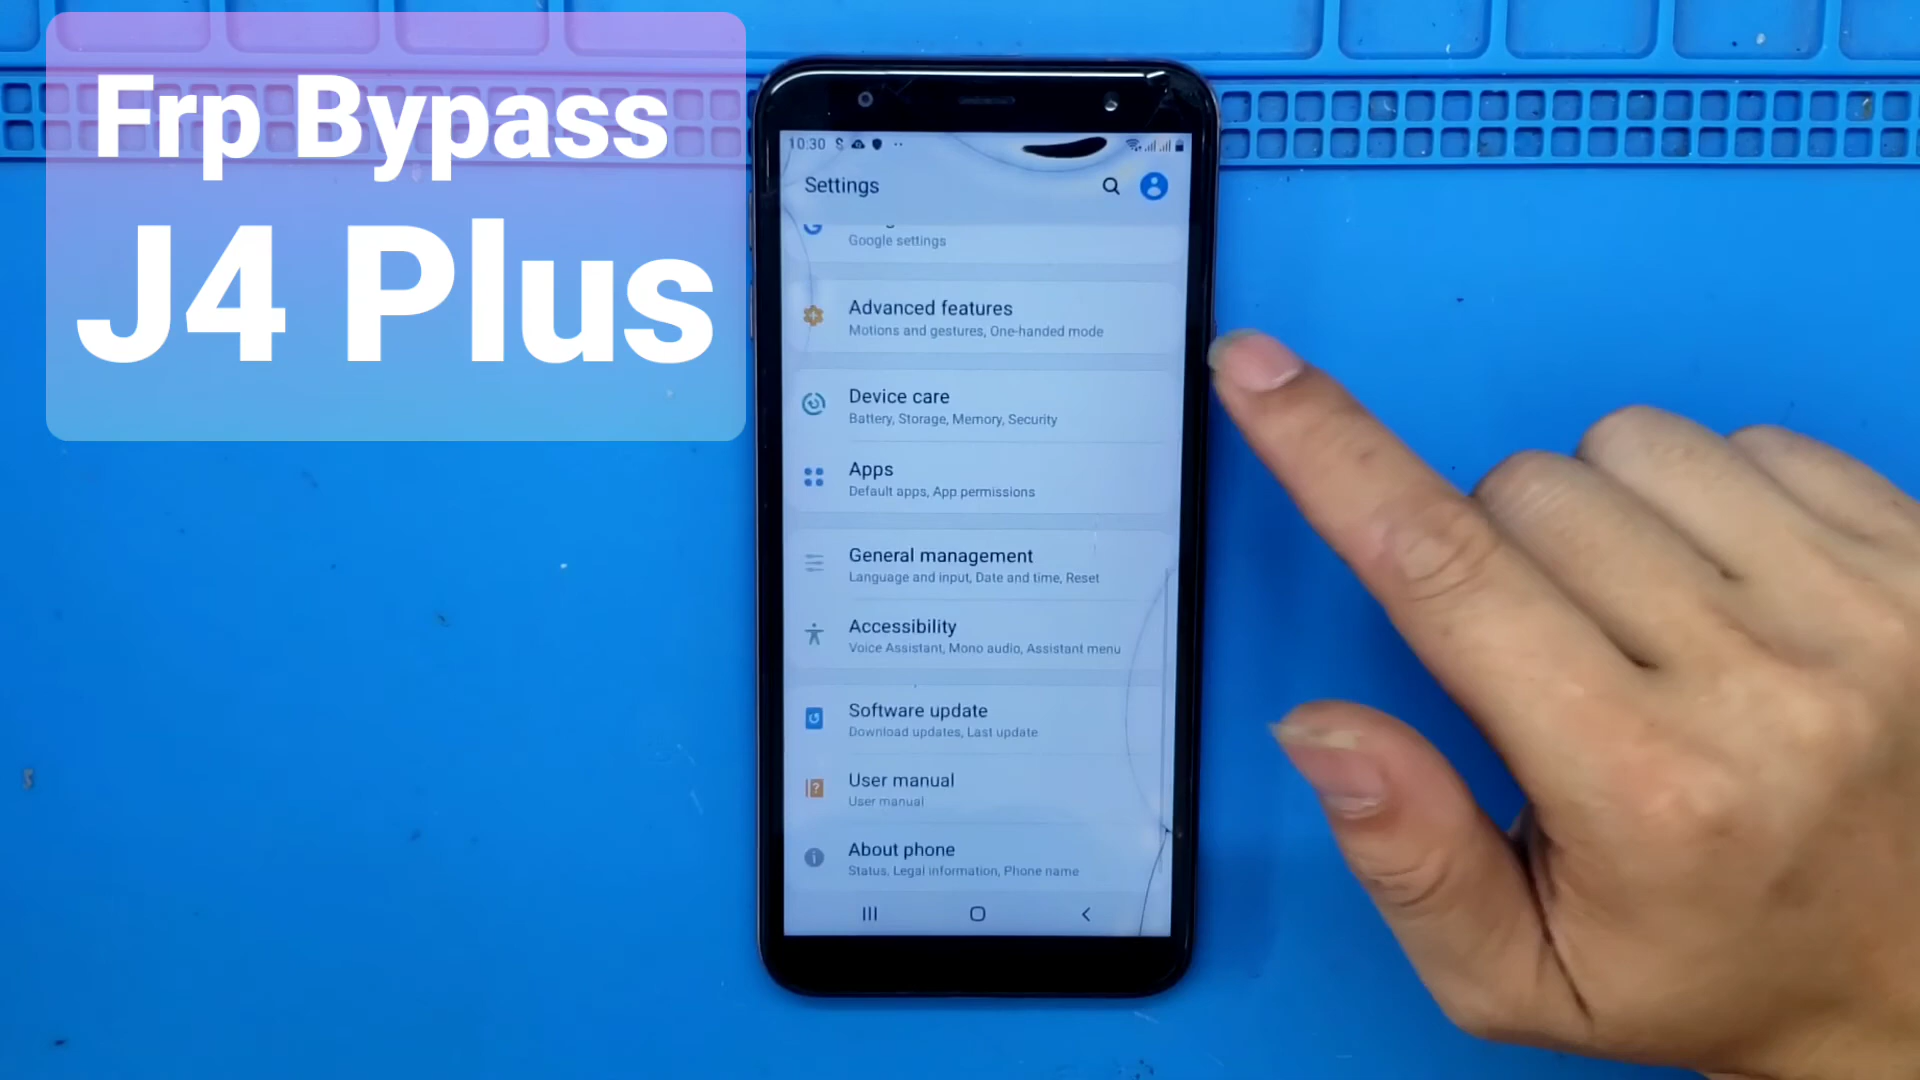 Frp Bypass
J4 Plus
10:30
Settings
Google settings
Advanced features
Motions and gestures, One-handed mode
Device care
Battery, Storage, Memory, Security
Apps
Default apps, App permissions
General management
Language and input, Date and time, Reset
Accessibility
Voice Assistant, Mono audio, Assistant menu
Software update
Download updates, Last update
User manual
User manual
About phone
Status, Legal information, Phone name